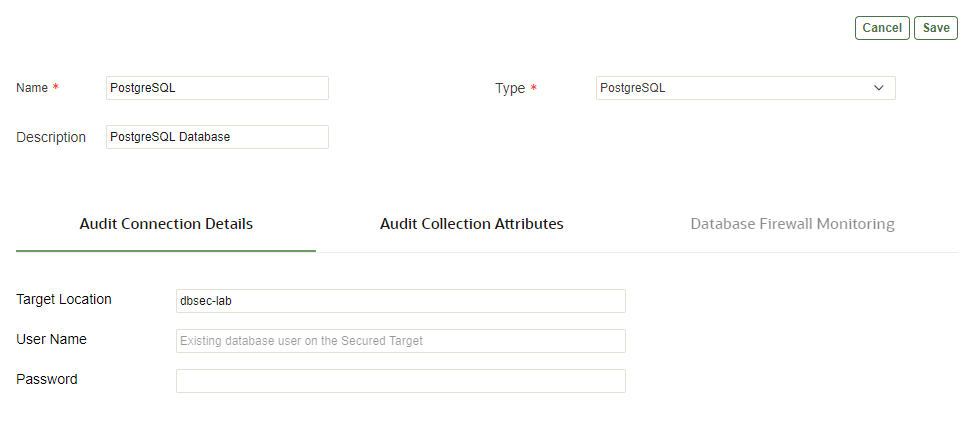 Cancel Save
Name * PostgreSQL Type * PostgreSQL
Description PostgreSQL Database
Audit Connection Details Audit Collection Attributes Database Firewall Monitoring
Target Location dbsec-lab
User Name Existing database user on the Secured Target
Password